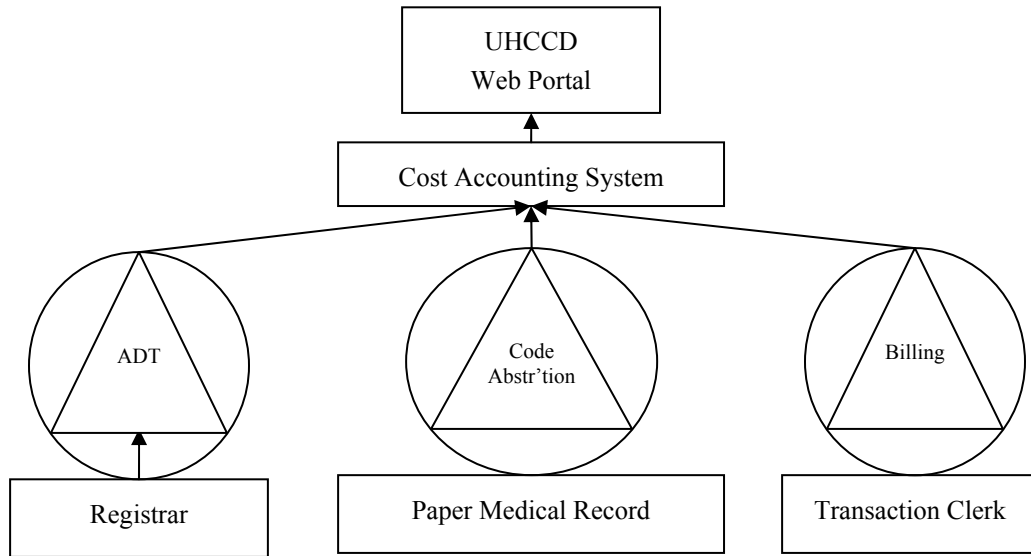 UHCCD
Web Portal
Cost Accounting System
ADT
Code
Abstr’tion
Billing
Registrar
Paper Medical Record
Transaction Clerk